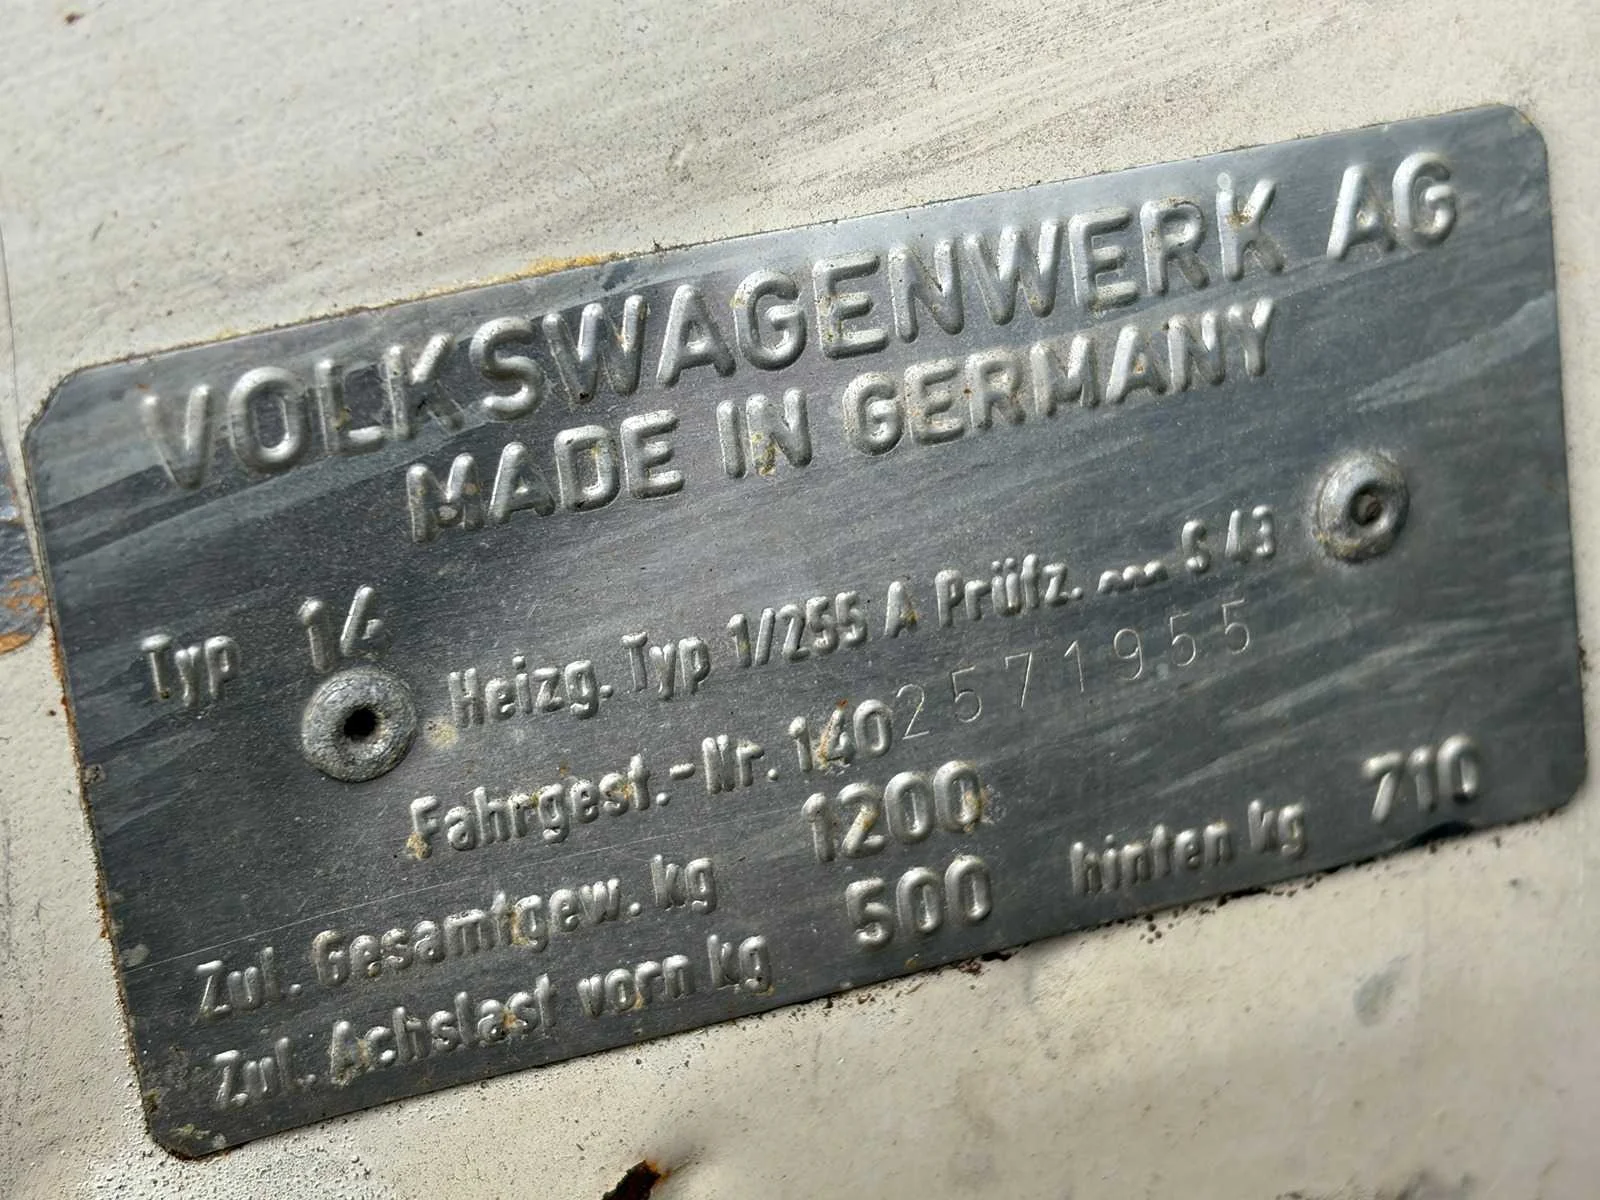 VOLKSWAGENWERK AG
MADE IN GERMANY
Typ 14
Heizg. Typ 1/255 A Prüfz. ~~~ S 43
Fahrgest.-Nr. 1402571955
Zul. Gesamtgew. kg 1200
Zul. Achslast vorn kg 500 hinten kg 710